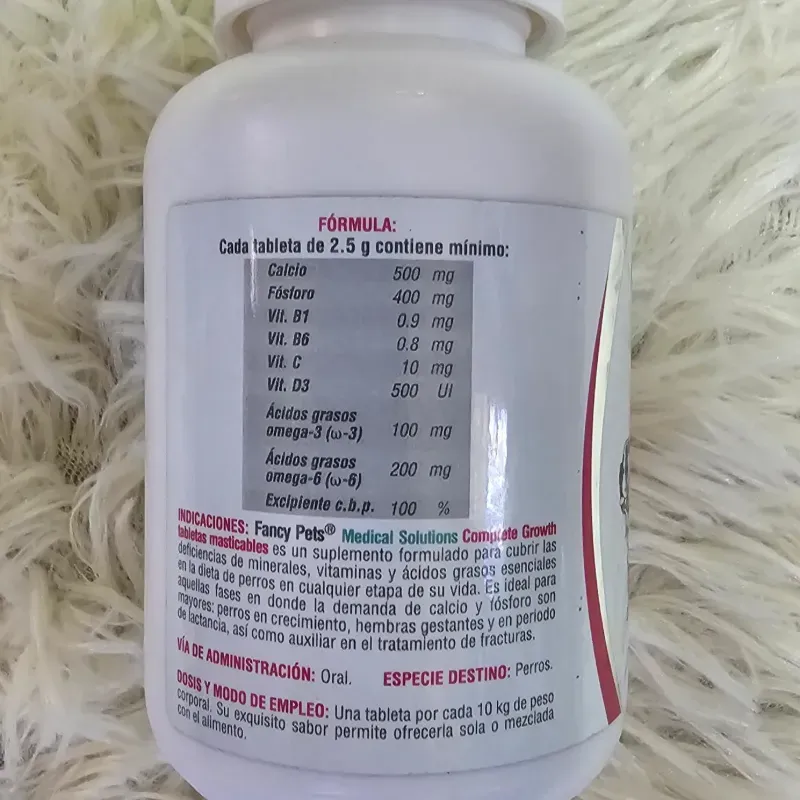 FÓRMULA:
Cada tableta de 2.5 g contiene mínimo:
Calcio 500 mg
Fósforo 400 mg
Vit. B1 0.9 mg
Vit. B6 0.8 mg
Vit. C 10 mg
Vit. D3 500 UI
Ácidos grasos
omega-3 (ω-3) 100 mg
Ácidos grasos
omega-6 (ω-6) 200 mg
Excipiente c.b.p. 100 %
INDICACIONES: Fancy Pets® Medical Solutions Complete Growth
tabletas masticables es un suplemento formulado para cubrir las
deficiencias de minerales, vitaminas y ácidos grasos esenciales
en la dieta de perros en cualquier etapa de su vida. Es ideal para
aquellas fases en donde la demanda de calcio y fósforo son
mayores: perros en crecimiento, hembras gestantes y en periodo
de lactancia, así como auxiliar en el tratamiento de fracturas.
VÍA DE ADMINISTRACIÓN: Oral. ESPECIE DESTINO: Perros.
DOSIS Y MODO DE EMPLEO: Una tableta por cada 10 kg de peso
corporal. Su exquisito sabor permite ofrecerla sola o mezclada
con el alimento.